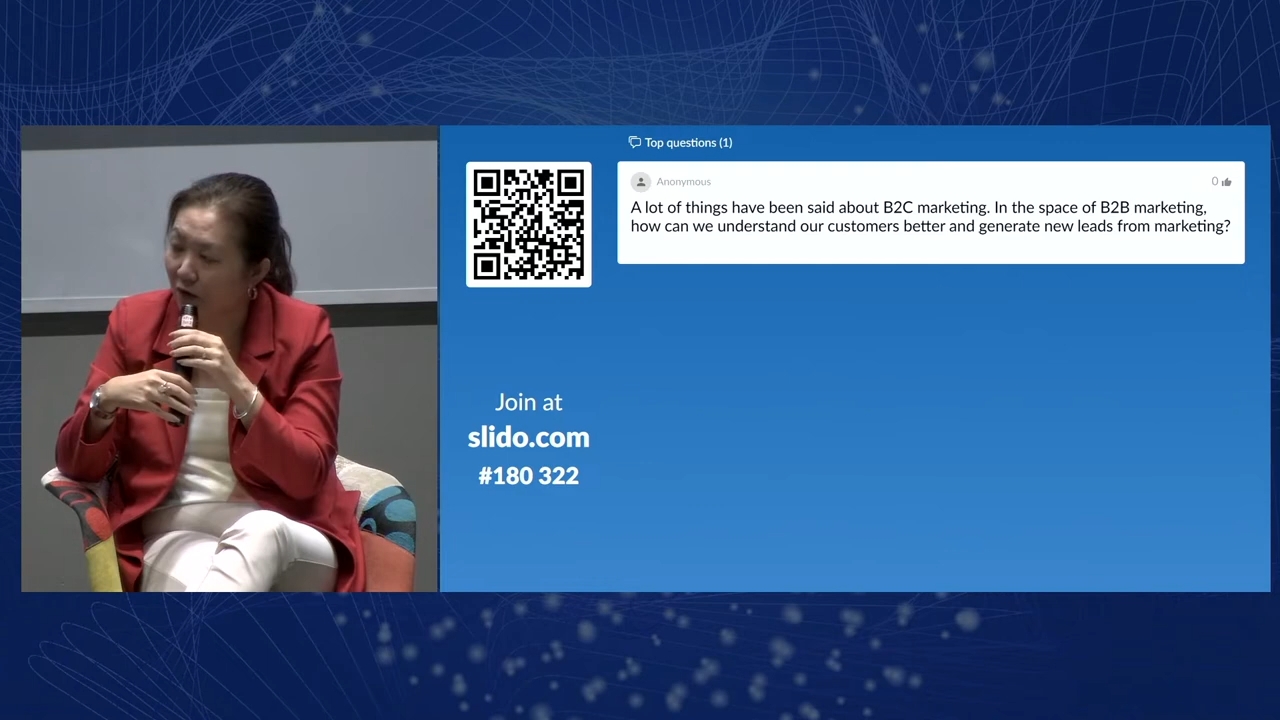 Top questions (1)
Anonymous
0
A lot of things have been said about B2C marketing. In the space of B2B marketing,
how can we understand our customers better and generate new leads from marketing?
Join at
slido.com
#180 322